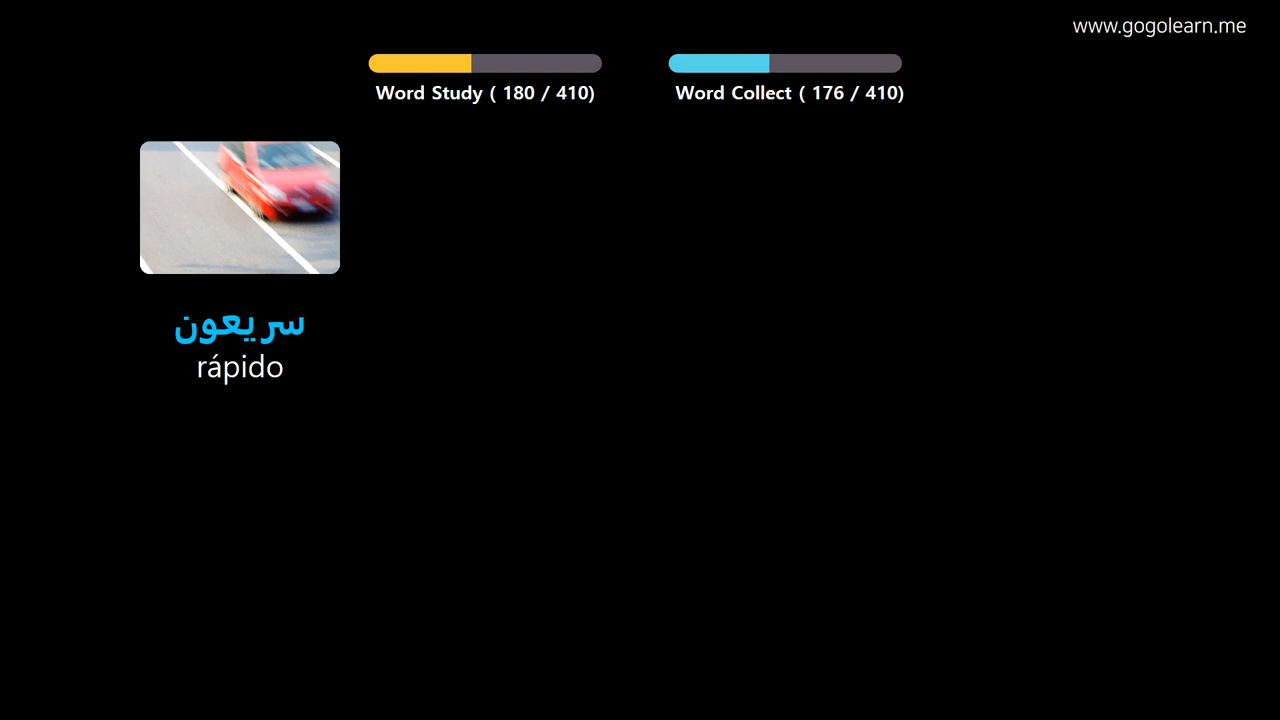 www.gogolearn.me
Word Study ( 180 / 410)
Word Collect ( 176 / 410)
سريعون
rápido